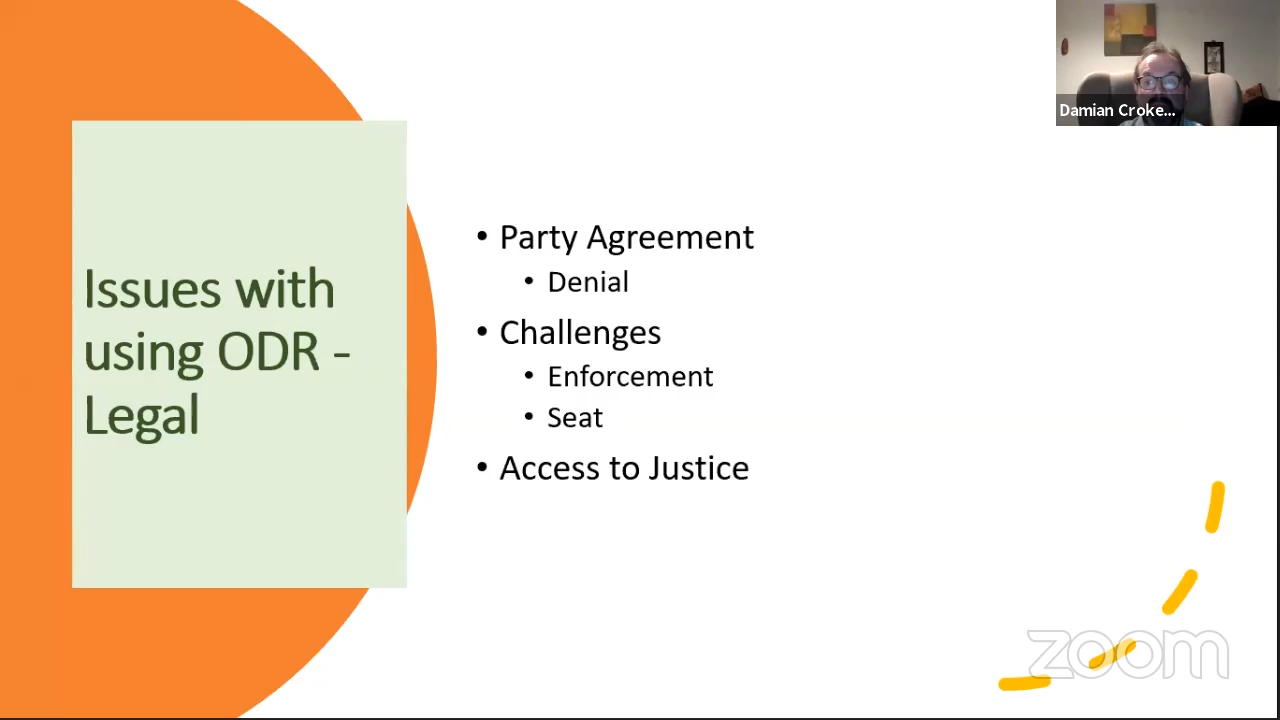 Damian Croke...
Issues with
using ODR -
Legal
• Party Agreement
• Denial
• Challenges
• Enforcement
• Seat
• Access to Justice
zoom